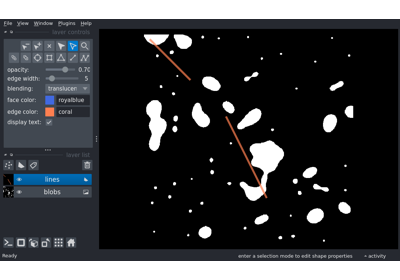 File View Window Plugins Help
layer controls
opacity: 0.70
edge width: 5
blending: translucen
face color: royalblue
edge color: coral
display text:
layer list
lines
blobs
Ready enter a selection mode to edit shape properties activity